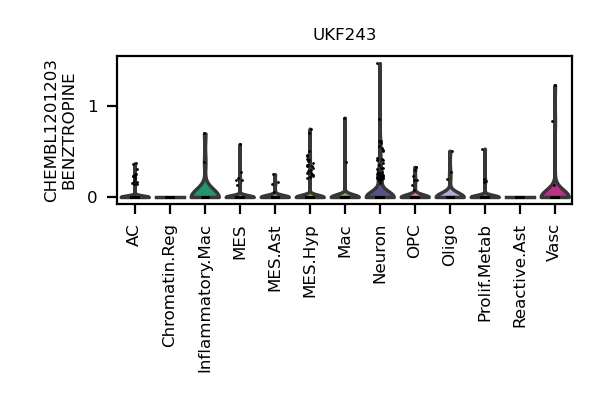 UKF243
CHEMBL1201203
BENZTROPINE
1
0
AC
Chromatin.Reg
Inflammatory.Mac
MES
MES.Ast
MES.Hyp
Mac
Neuron
OPC
Oligo
Prolif.Metab
Reactive.Ast
Vasc